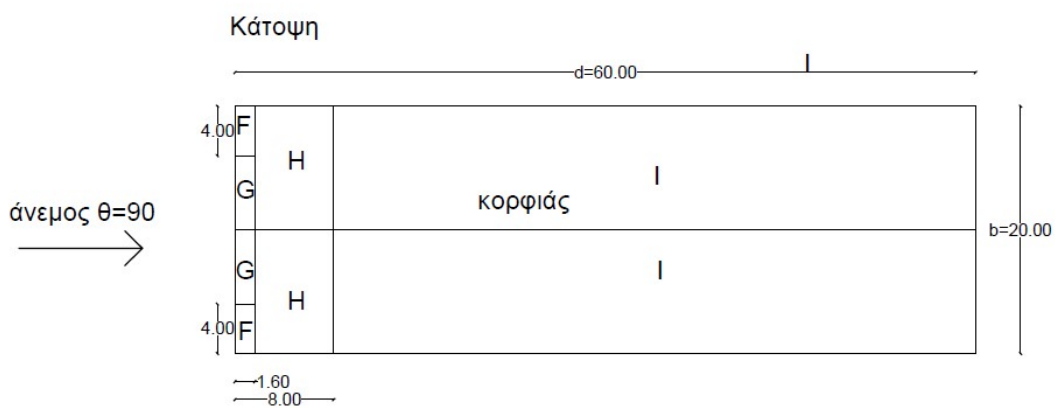 Κάτοψη
I
d=60.00
4.00
F
H
G
I
κορφιάς
άνεμος θ=90
b=20.00
G
I
H
4.00
F
1.60
8.00